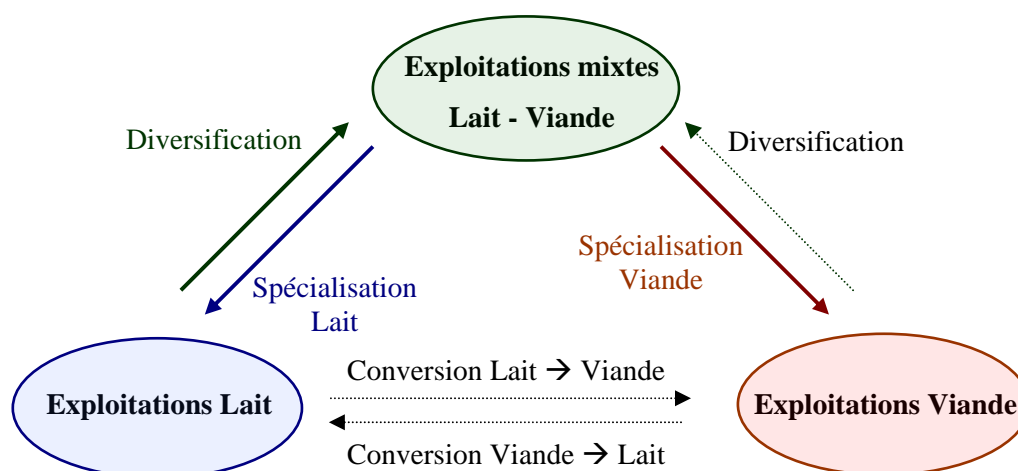 Exploitations mixtes
Lait - Viande
Diversification
Diversification
Spécialisation
Lait
Spécialisation
Viande
Conversion Lait → Viande
Exploitations Lait
Exploitations Viande
Conversion Viande → Lait